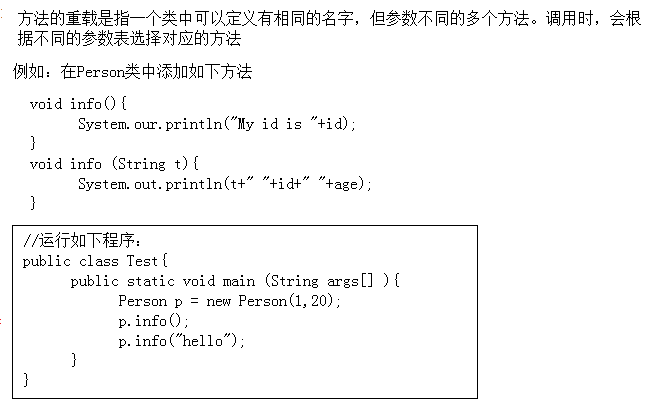 方法的重载是指一个类中可以定义有相同的名字，但参数不同的多个方法。调用时，会根
据不同的参数表选择对应的方法
例如：在Person类中添加如下方法
void info(){
System.our.println("My id is "+id);
}
void info (String t){
System.out.println(t+" "+id+" "+age);
}
//运行如下程序：
public class Test{
public static void main (String args[] ){
Person p = new Person(1,20);
p.info();
p.info("hello");
}
}